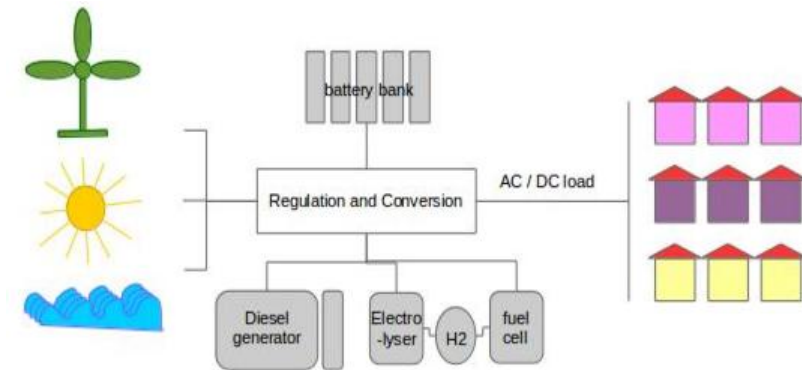 battery bank
Regulation and Conversion
AC / DC load
Diesel
generator
Electro
-lyser
H2
fuel
cell